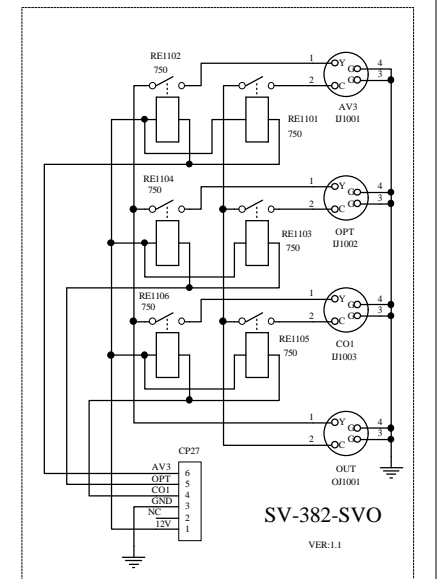 RE1102
750
1
Y
G
4
G
3
2
C
AV3
IJ1001
RE1101
750
RE1104
750
1
Y
G
4
G
3
2
C
OPT
IJ1002
RE1103
750
RE1106
750
1
Y
G
4
G
3
2
C
CO1
IJ1003
RE1105
750
1
Y
G
4
G
3
2
C
OUT
OJ1001
CP27
AV3 6
OPT 5
CO1 4
GND 3
NC 2
12V 1
SV-382-SVO
VER:1.1